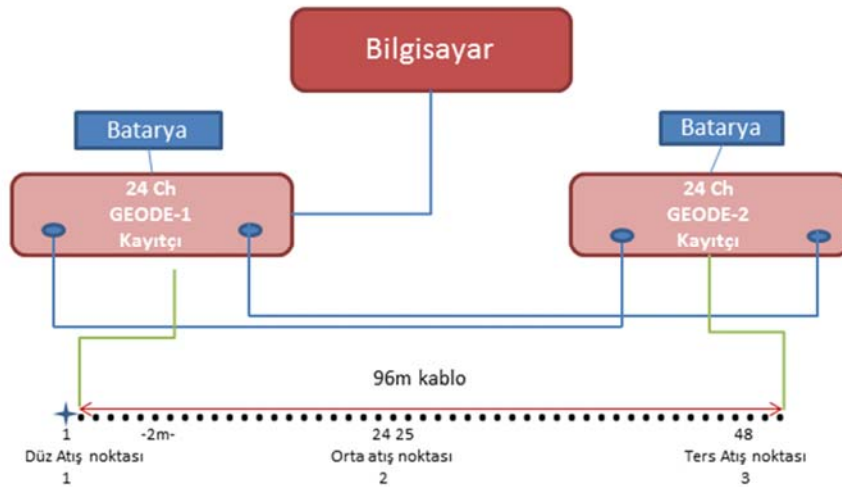 Bilgisayar
Batarya
Batarya
24 Ch
GEODE-1
Kayıtçı
24 Ch
GEODE-2
Kayıtçı
96m kablo
1 -2m- 24 25 48
Düz Atış noktası Orta atış noktası Ters Atış noktası
1 2 3